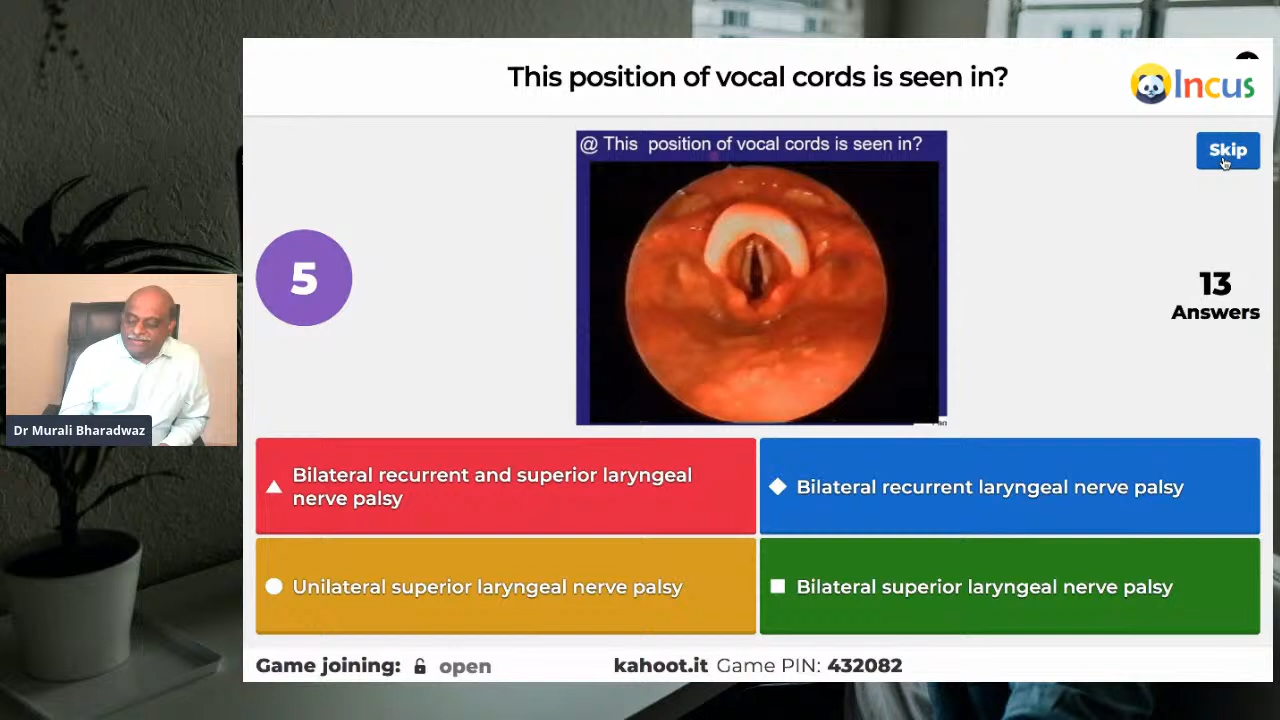 This position of vocal cords is seen in?
Incus
@ This position of vocal cords is seen in?
Skip
5
13
Answers
Dr Murali Bharadwaz
Bilateral recurrent and superior laryngeal
nerve palsy
Bilateral recurrent laryngeal nerve palsy
Unilateral superior laryngeal nerve palsy
Bilateral superior laryngeal nerve palsy
Game joining: open
kahoot.it Game PIN: 432082